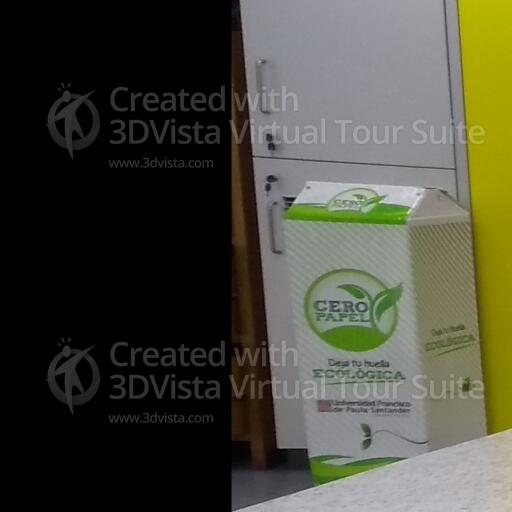 Created with
3DVista Virtual Tour Suite
www.3dvista.com
CERO
CERO
PAPEL
Deja tu huella
ECOLÓGICA
Deja tu huella
ECOLÓGICA
Universidad Francisco
de Paula Santander
Created with
3DVista Virtual Tour Suite
www.3dvista.com